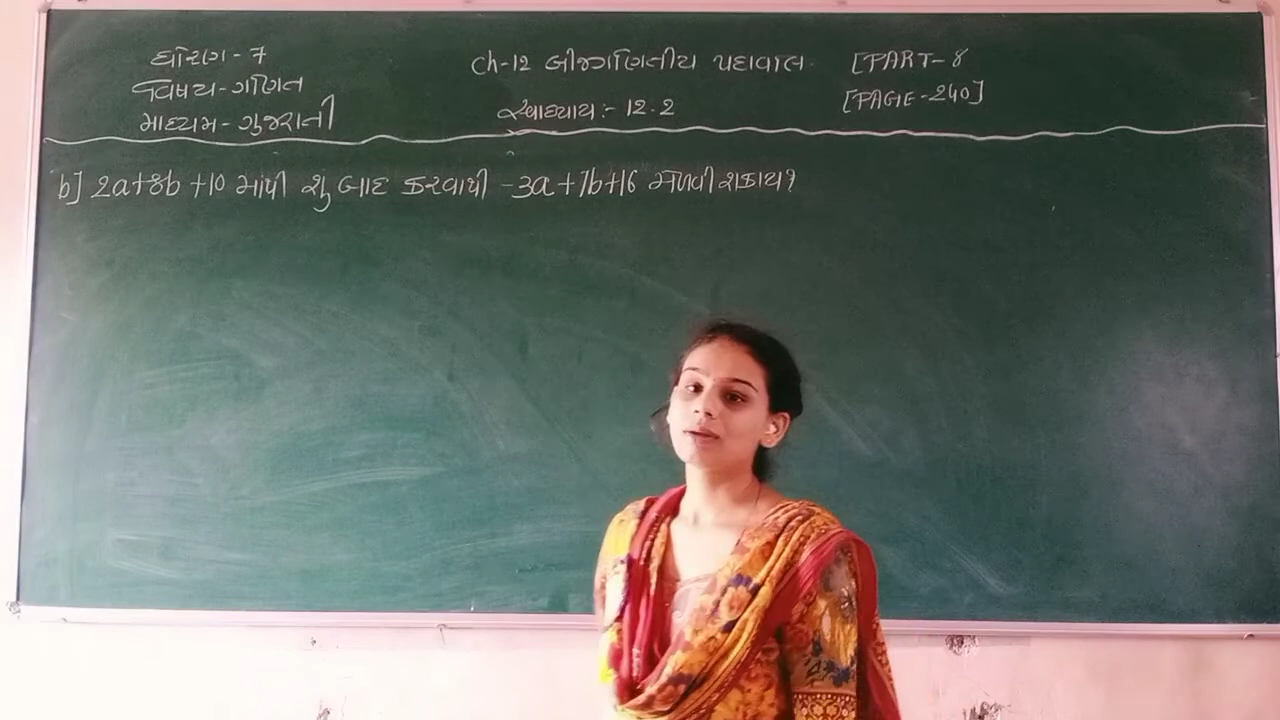 ધોરણ - 7
વિષય - ગણિત
માધ્યમ - ગુજરાતી
Ch-12 બીજગણિતીય પદાવલિ
સ્વાધ્યાય :- 12.2
[PART-8
[PAGE-240]
b] 2a+8b +10 માંથી શું બાદ કરવાથી -3a+7b+16 મેળવી શકાય?